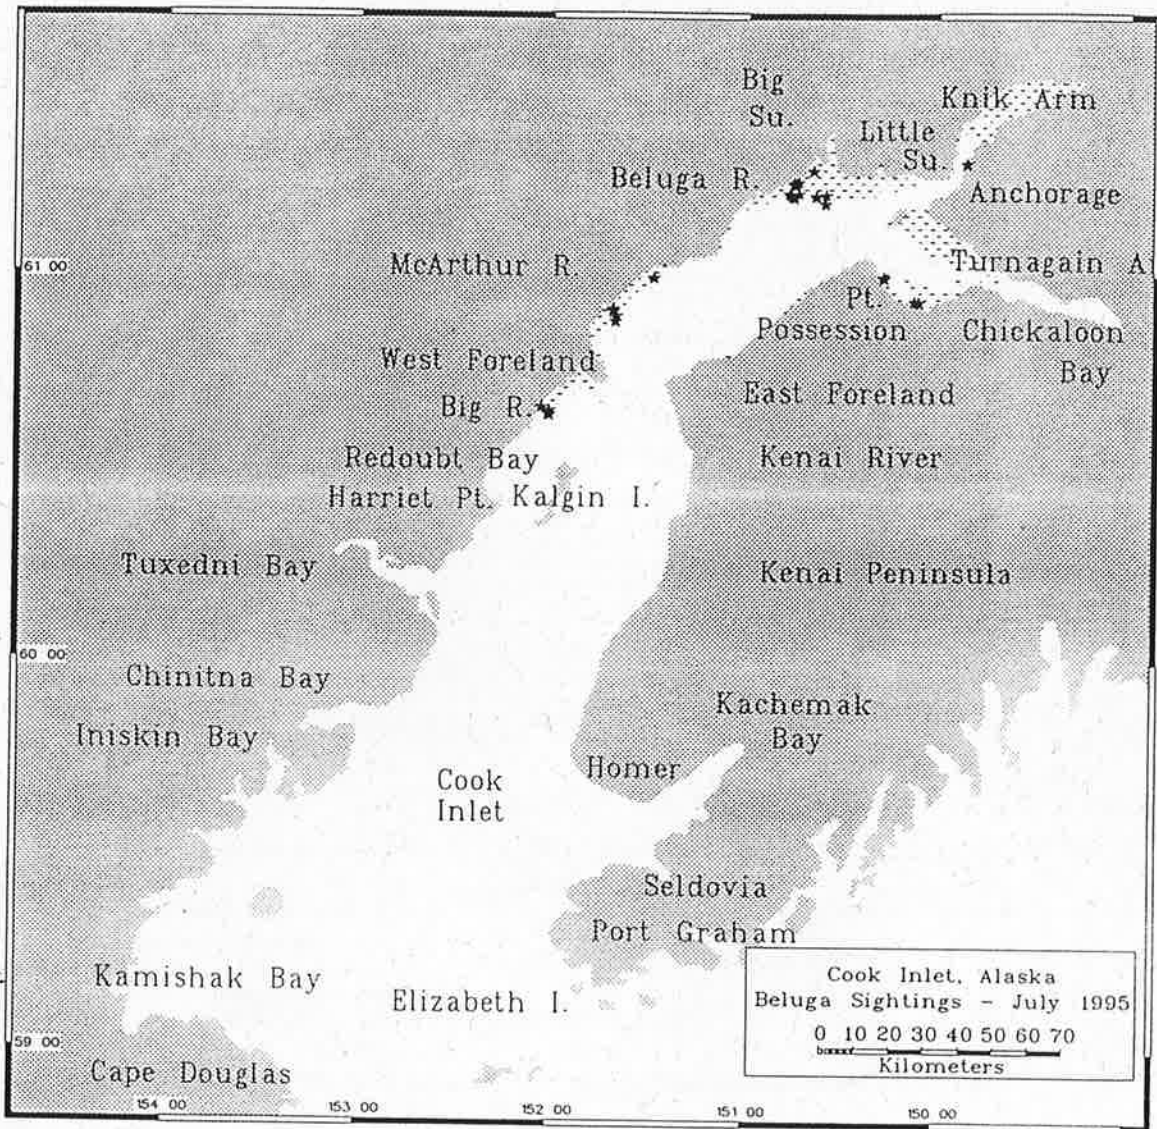 Big
Su.
Knik Arm
Little
Su.
Beluga R.
Anchorage
61 00
McArthur R.
Turnagain A
Pt.
Possession
Chickaloon
Bay
West Foreland
East Foreland
Big R.
Redoubt Bay
Kenai River
Harriet Pt.
Kalgin I.
Tuxedni Bay
Kenai Peninsula
60 00
Chinitna Bay
Kachemak
Bay
Iniskin Bay
Homer
Cook
Inlet
Seldovia
Port Graham
Kamishak Bay
Elizabeth I.
Cook Inlet, Alaska
Beluga Sightings - July 1995
0 10 20 30 40 50 60 70
Kilometers
59 00
Cape Douglas
154 00
153 00
152 00
151 00
150 00